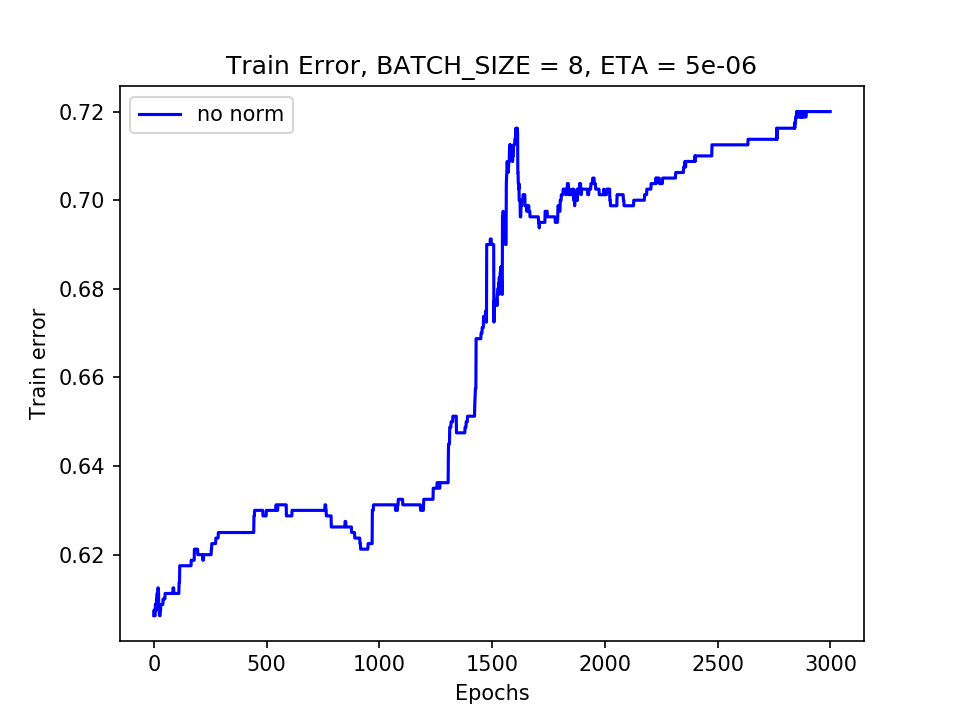 Train Error, BATCH_SIZE = 8, ETA = 5e-06
no norm
Train error
0.72
0.70
0.68
0.66
0.64
0.62
0 500 1000 1500 2000 2500 3000
Epochs